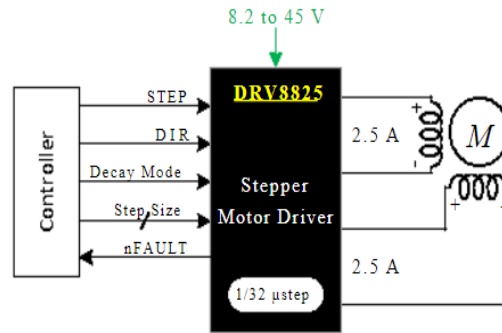 8.2 to 45 V
Controller
STEP
DIR
Decay Mode
Step Size
nFAULT
DRV8825
Stepper
Motor Driver
1/32 µstep
2.5 A
2.5 A
+
-
M
+